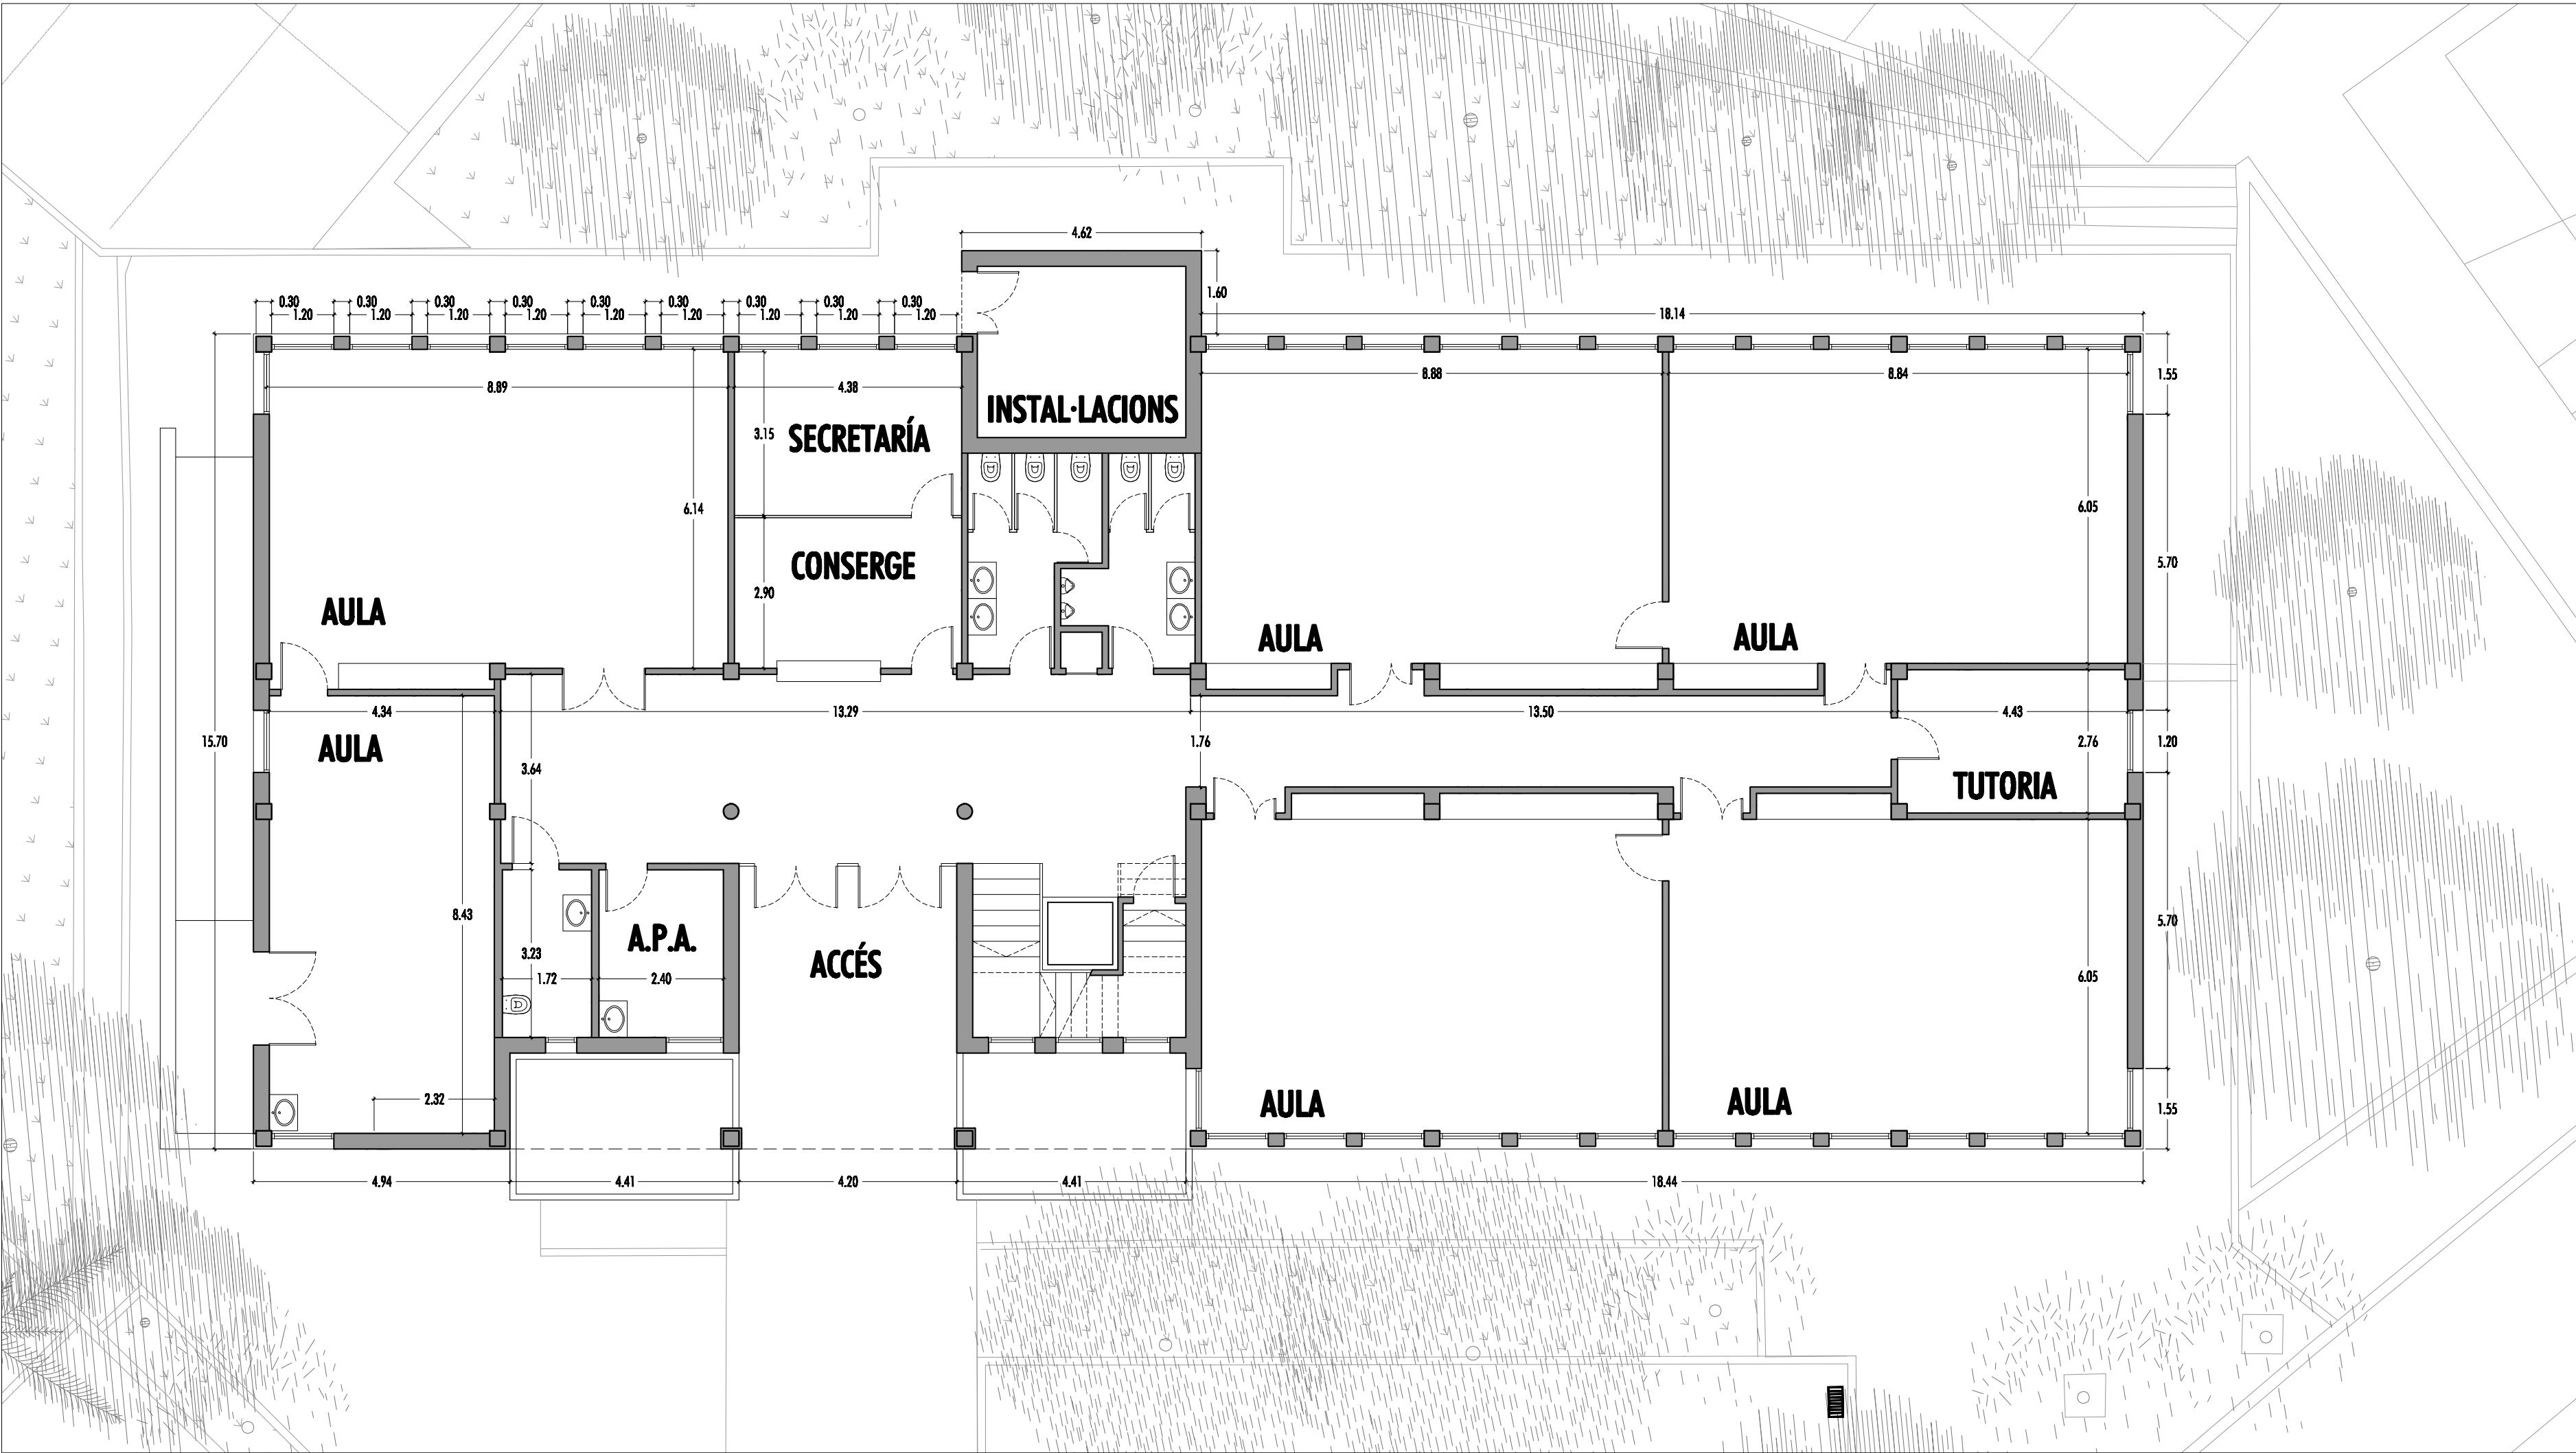 4.62
1.60
0.30 0.30 0.30 0.30 0.30 0.30 0.30 0.30 0.30
1.20 1.20 1.20 1.20 1.20 1.20 1.20 1.20 1.20
18.14
8.89 4.38 8.88 8.84
1.55
INSTAL·LACIONS
3.15
SECRETARÍA
6.14
6.05
5.70
CONSERGE
2.90
AULA
AULA
AULA
4.34 13.29 13.50 4.43
15.70
AULA
1.76
2.76
1.20
3.64
TUTORIA
8.43
5.70
A.P.A.
3.23
ACCÉS
1.72
2.40
6.05
2.32
AULA
AULA
1.55
4.94 4.41 4.20 4.41 18.44